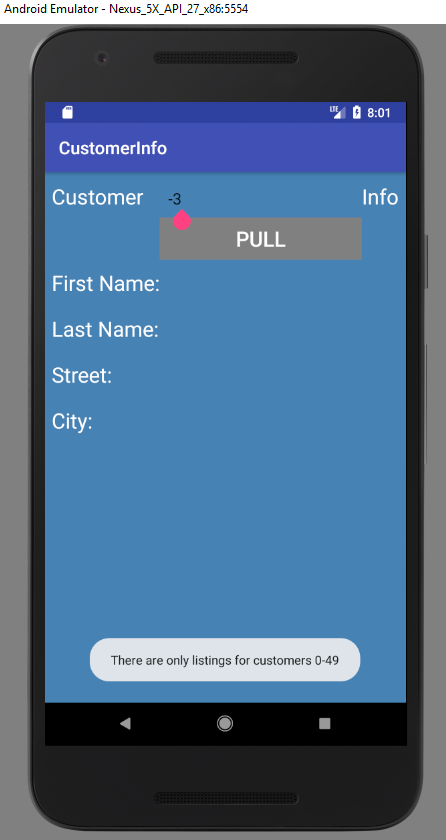 Android Emulator - Nexus_5X_API_27_x86:5554
LTE 8:01
CustomerInfo
Customer -3 Info
PULL
First Name:
Last Name:
Street:
City:
There are only listings for customers 0-49